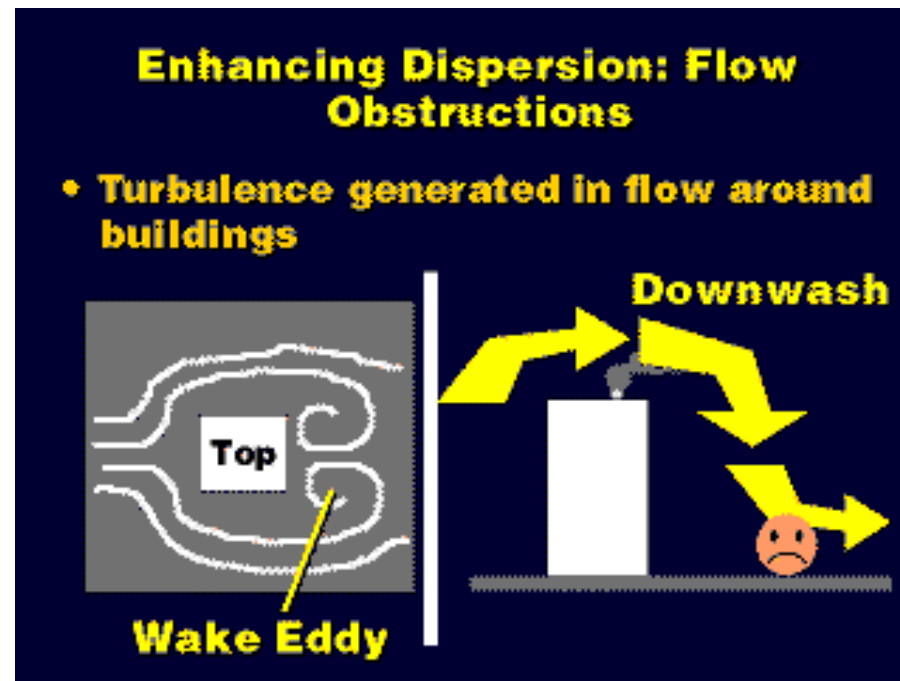 Enhancing Dispersion: Flow
Obstructions
• Turbulence generated in flow around
buildings
Downwash
Top
Wake Eddy